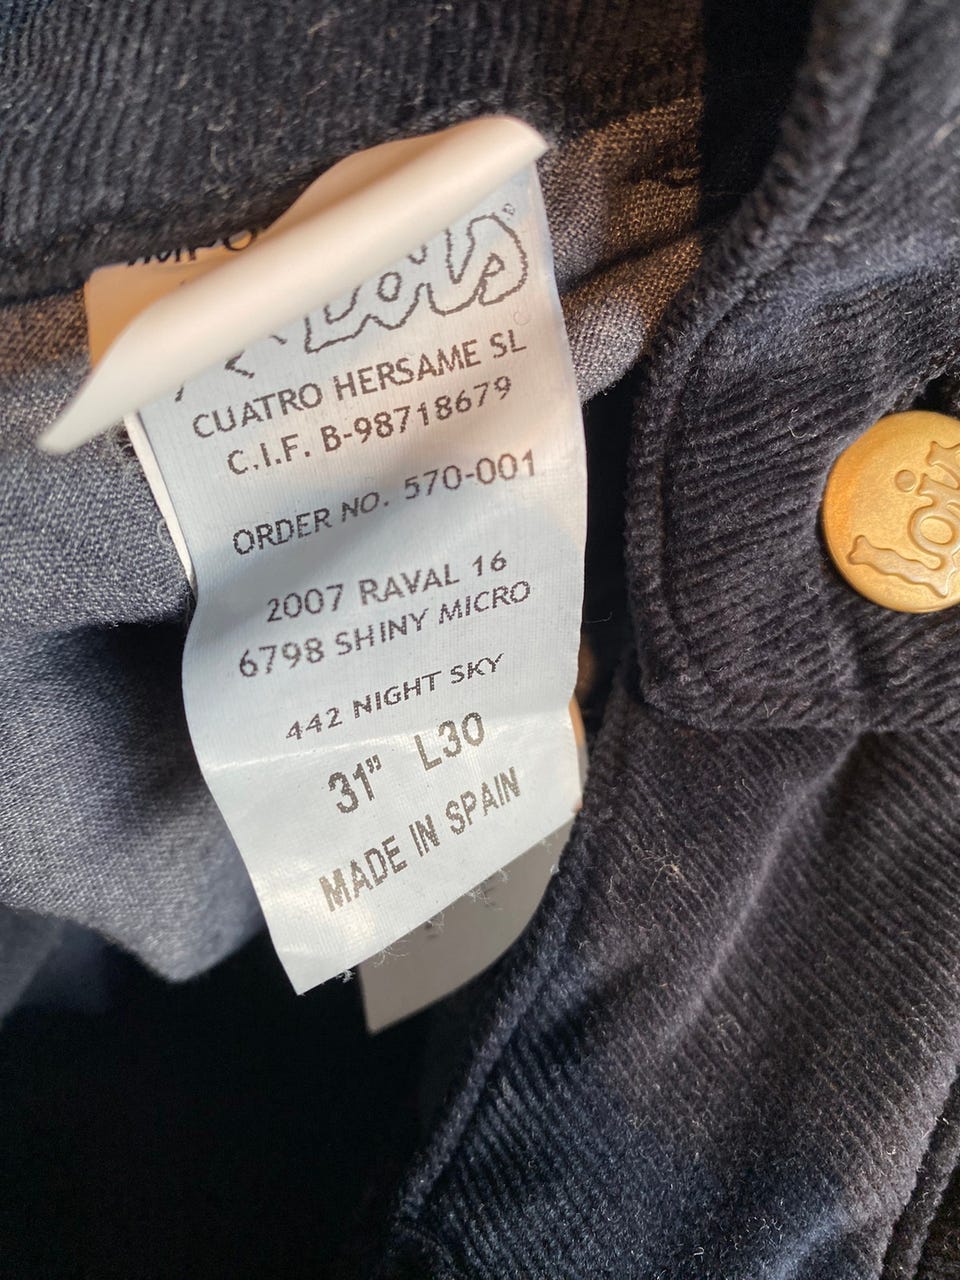 Lois
CUATRO HERSAME SL
C.I.F. B-98718679
ORDER NO. 570-001
2007 RAVAL 16
6798 SHINY MICRO
442 NIGHT SKY
31" L30
MADE IN SPAIN
Lois